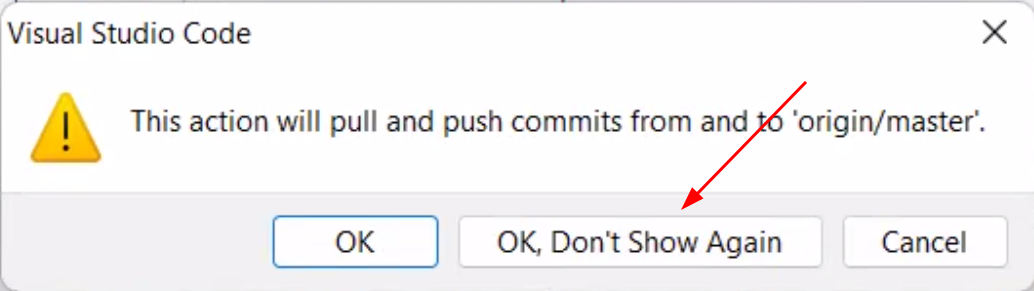 Visual Studio Code
This action will pull and push commits from and to 'origin/master'.
OK
OK, Don't Show Again
Cancel